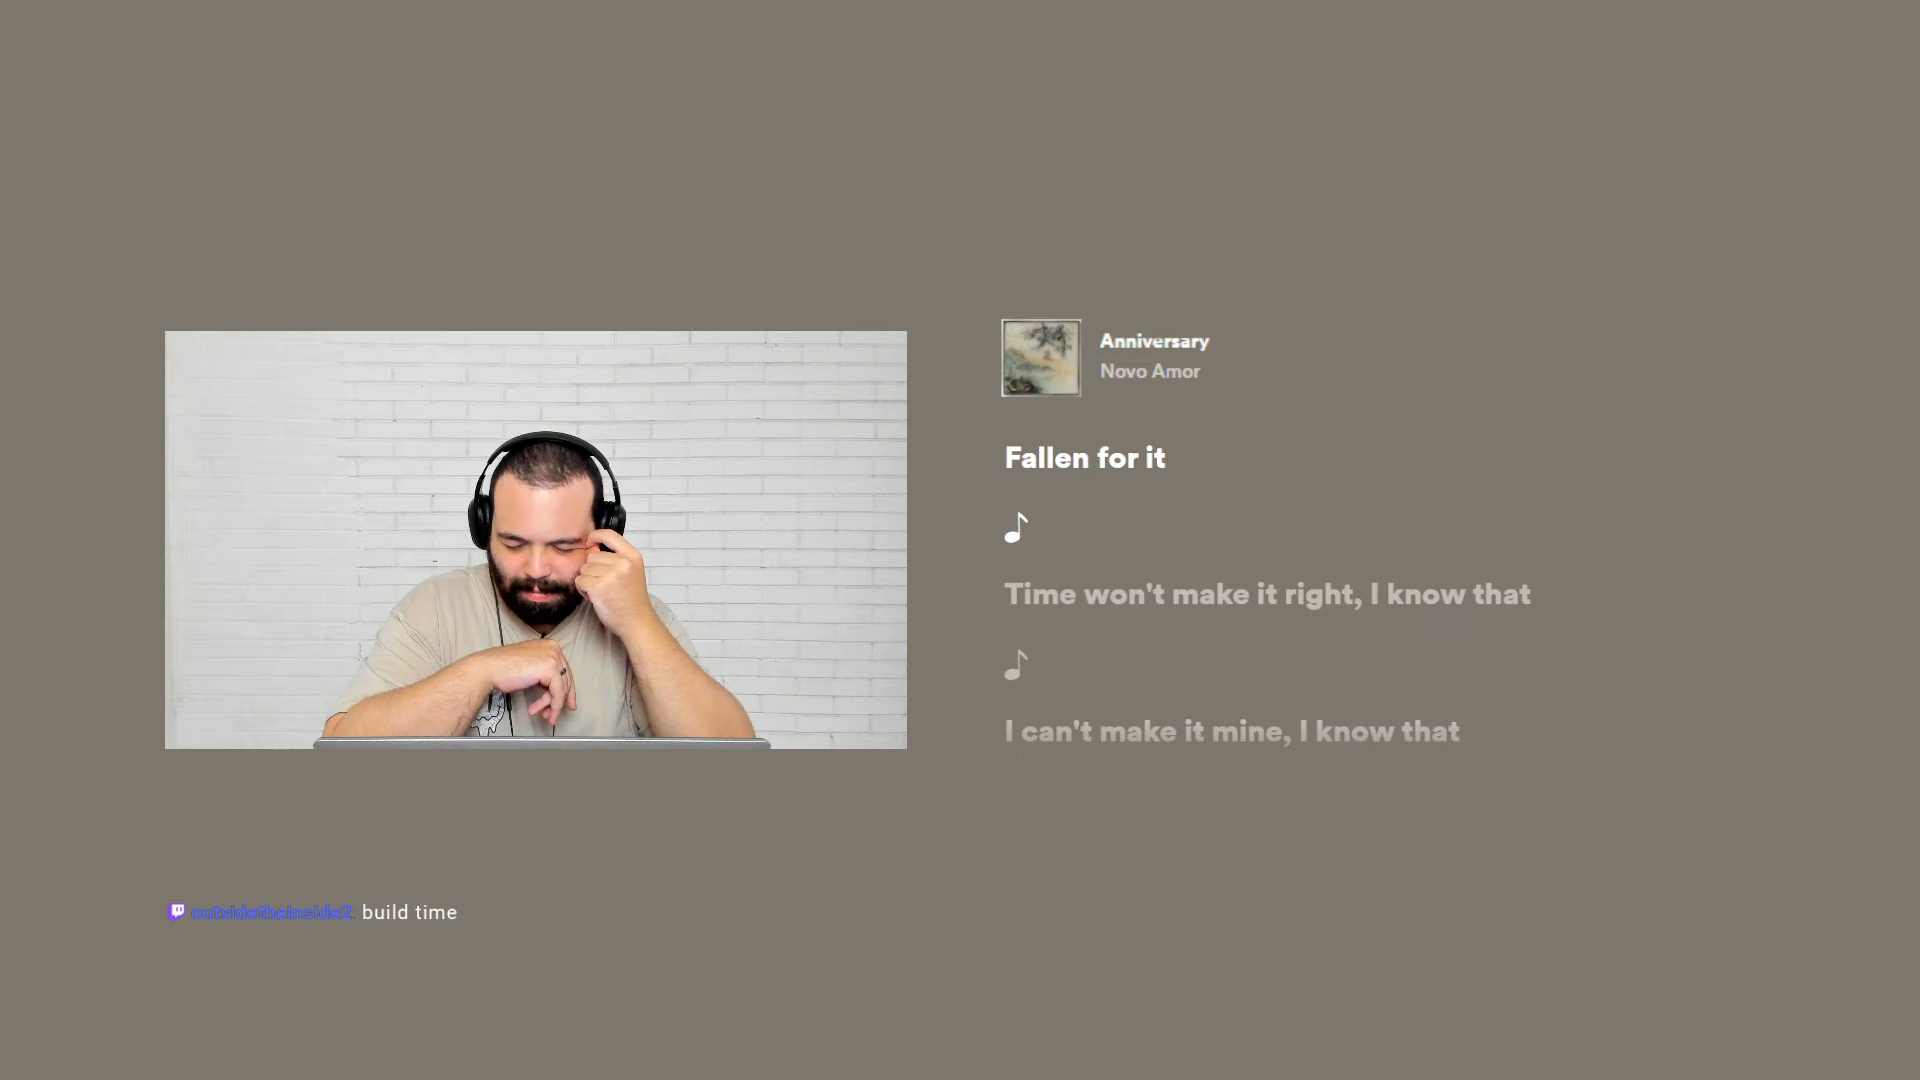 Anniversary
Novo Amor
Fallen for it
Time won't make it right, I know that
I can't make it mine, I know that
outsidetheinside2: build time